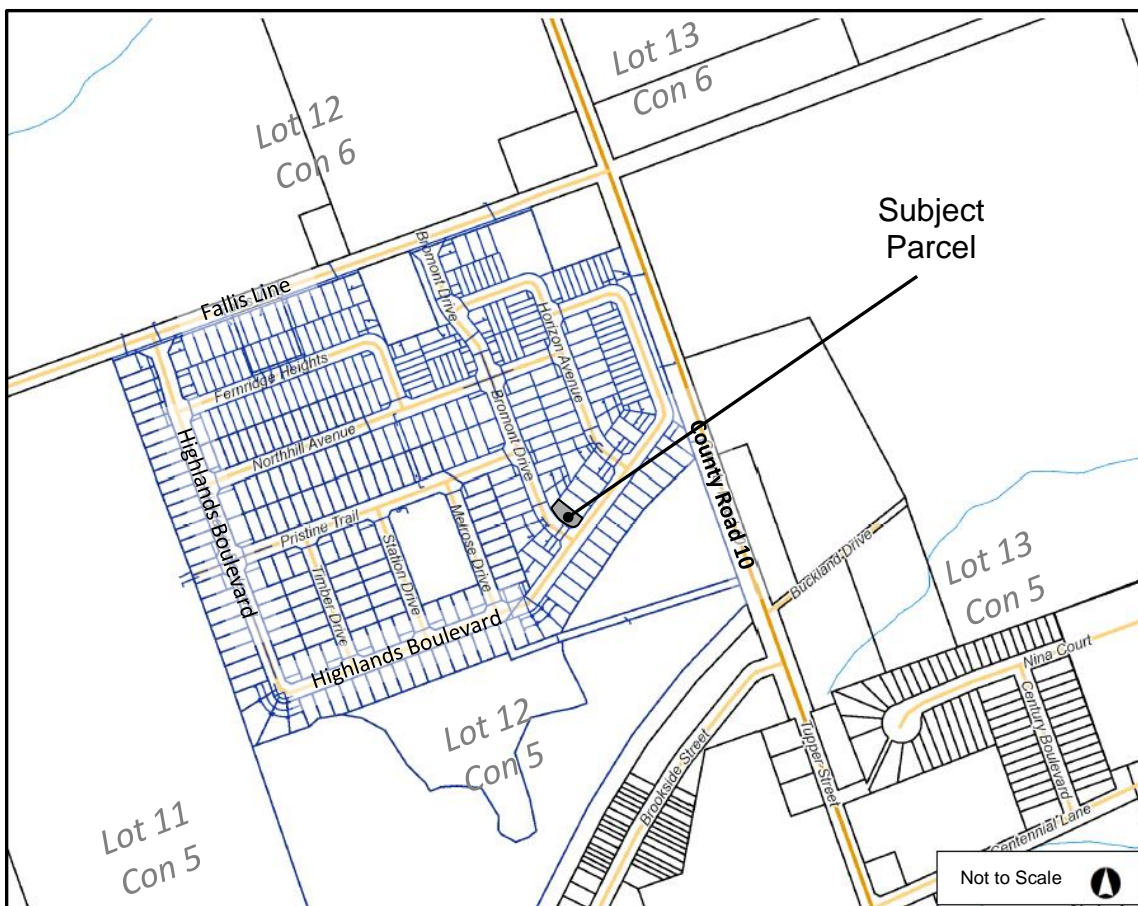 Lot 13
Con 6
Lot 12
Con 6
Subject
Parcel
Fallis Line
Bromont Drive
Horizon Avenue
Fernridge Heights
Northhill Avenue
Bromont Drive
Highlands Boulevard
County Road 10
Pristine Trail
Melrose Drive
Station Drive
Timber Drive
Buckland Drive
Lot 13
Con 5
Highlands Boulevard
Nina Court
Century Boulevard
Lot 12
Con 5
Tupper Street
Brookside Street
Centennial Lane
Lot 11
Con 5
Not to Scale